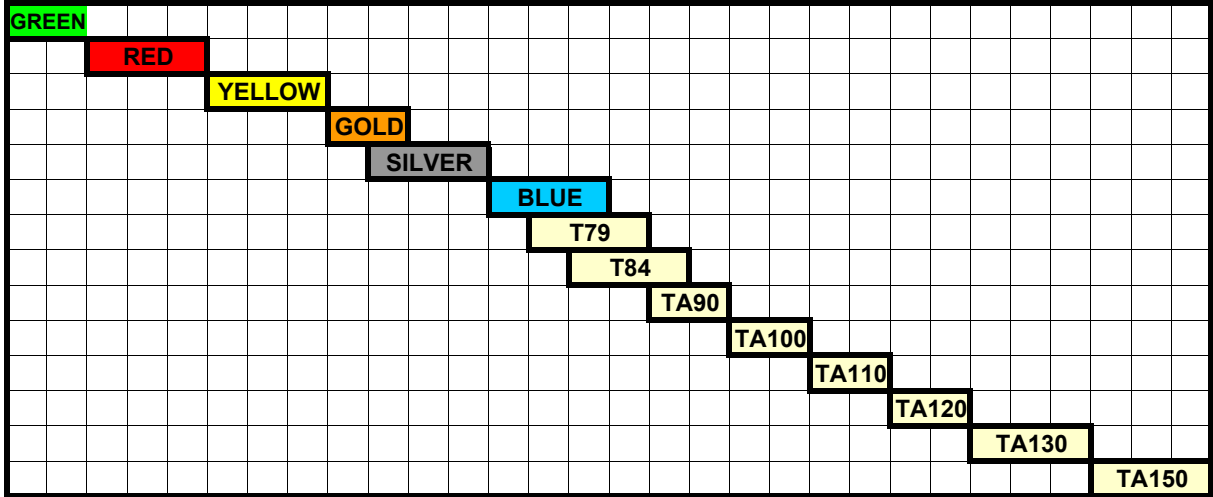 GREEN
RED
YELLOW
GOLD
SILVER
BLUE
T79
T84
TA90
TA100
TA110
TA120
TA130
TA150